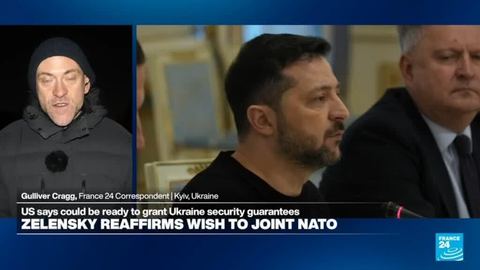 Gulliver Cragg, France 24 Correspondent | Kyiv, Ukraine
US says could be ready to grant Ukraine security guarantees
ZELENSKY REAFFIRMS WISH TO JOINT NATO
FRANCE
24